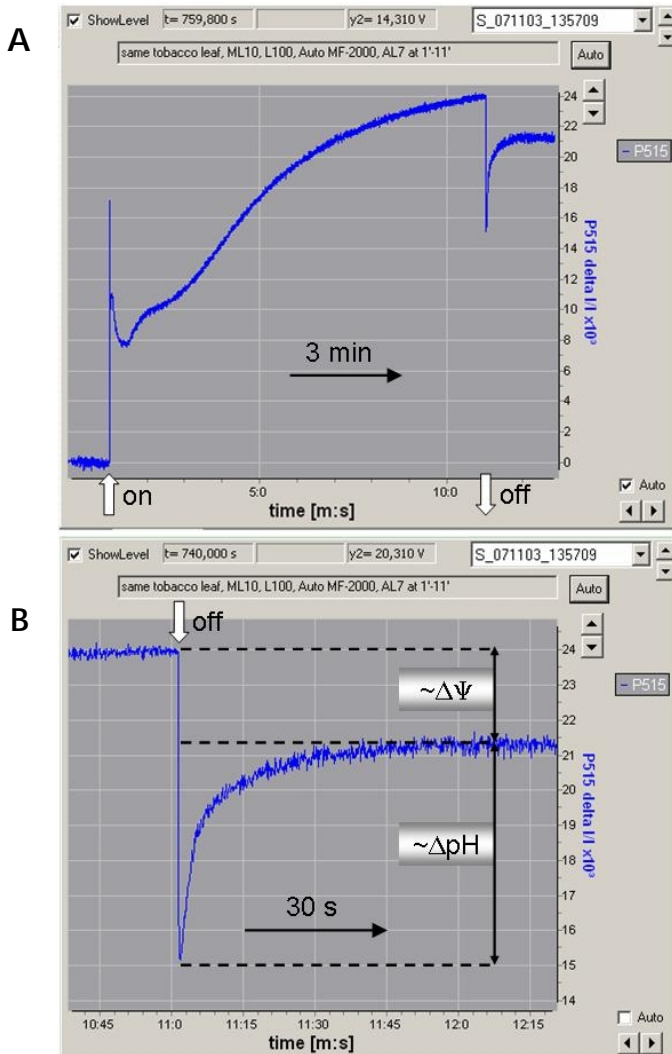 A
ShowLevel t= 759,800 s y2= 14,310 V S_071103_135709
same tobacco leaf, ML10, L100, Auto MF-2000, AL7 at 1'-11' Auto
24
22
P515
20
18
16
14
12
10
8
6
4
2
0
P515 delta I/I x10³
3 min
on
off
5:0 10:0
time [m:s]
Auto
B
ShowLevel t= 740,000 s y2= 20,310 V S_071103_135709
same tobacco leaf, ML10, L100, Auto MF-2000, AL7 at 1'-11' Auto
off
24
23
22
21
20
19
18
17
16
15
14
P515
P515 delta I/I x10³
~ΔΨ
~ΔpH
30 s
10:45 11:0 11:15 11:30 11:45 12:0 12:15
time [m:s]
Auto